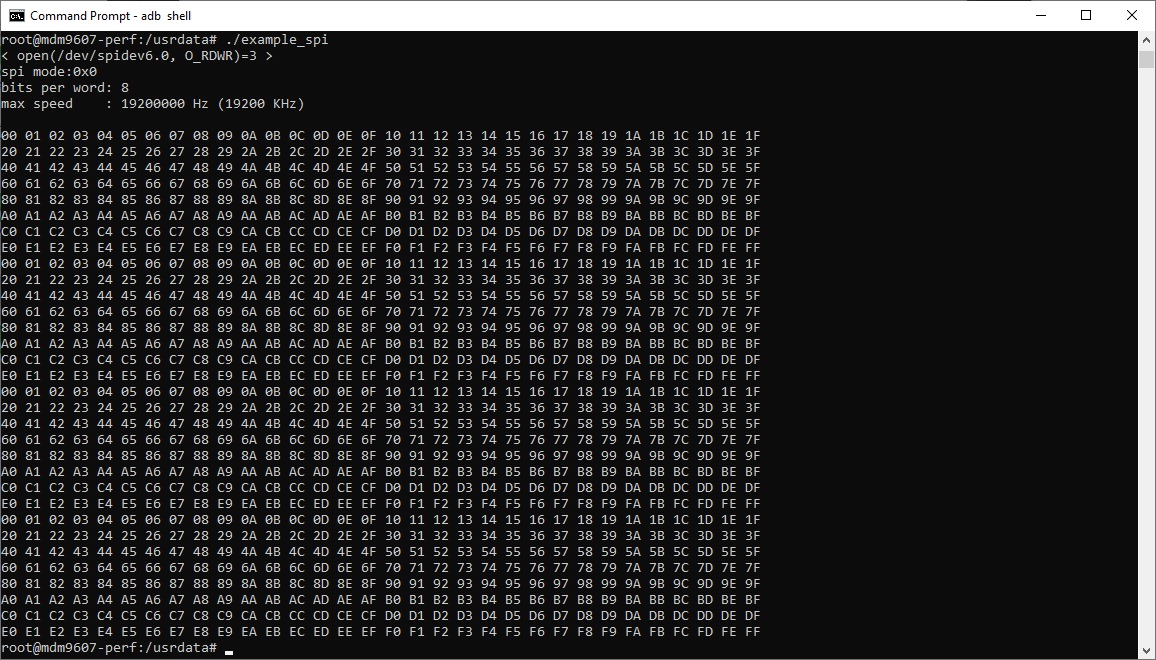 Command Prompt - adb  shell
root@mdm9607-perf:/usrdata# ./example_spi
< open(/dev/spidev6.0, O_RDWR)=3 >
spi mode:0x0
bits per word: 8
max speed    : 19200000 Hz (19200 KHz)

00 01 02 03 04 05 06 07 08 09 0A 0B 0C 0D 0E 0F 10 11 12 13 14 15 16 17 18 19 1A 1B 1C 1D 1E 1F
20 21 22 23 24 25 26 27 28 29 2A 2B 2C 2D 2E 2F 30 31 32 33 34 35 36 37 38 39 3A 3B 3C 3D 3E 3F
40 41 42 43 44 45 46 47 48 49 4A 4B 4C 4D 4E 4F 50 51 52 53 54 55 56 57 58 59 5A 5B 5C 5D 5E 5F
60 61 62 63 64 65 66 67 68 69 6A 6B 6C 6D 6E 6F 70 71 72 73 74 75 76 77 78 79 7A 7B 7C 7D 7E 7F
80 81 82 83 84 85 86 87 88 89 8A 8B 8C 8D 8E 8F 90 91 92 93 94 95 96 97 98 99 9A 9B 9C 9D 9E 9F
A0 A1 A2 A3 A4 A5 A6 A7 A8 A9 AA AB AC AD AE AF B0 B1 B2 B3 B4 B5 B6 B7 B8 B9 BA BB BC BD BE BF
C0 C1 C2 C3 C4 C5 C6 C7 C8 C9 CA CB CC CD CE CF D0 D1 D2 D3 D4 D5 D6 D7 D8 D9 DA DB DC DD DE DF
E0 E1 E2 E3 E4 E5 E6 E7 E8 E9 EA EB EC ED EE EF F0 F1 F2 F3 F4 F5 F6 F7 F8 F9 FA FB FC FD FE FF
00 01 02 03 04 05 06 07 08 09 0A 0B 0C 0D 0E 0F 10 11 12 13 14 15 16 17 18 19 1A 1B 1C 1D 1E 1F
20 21 22 23 24 25 26 27 28 29 2A 2B 2C 2D 2E 2F 30 31 32 33 34 35 36 37 38 39 3A 3B 3C 3D 3E 3F
40 41 42 43 44 45 46 47 48 49 4A 4B 4C 4D 4E 4F 50 51 52 53 54 55 56 57 58 59 5A 5B 5C 5D 5E 5F
60 61 62 63 64 65 66 67 68 69 6A 6B 6C 6D 6E 6F 70 71 72 73 74 75 76 77 78 79 7A 7B 7C 7D 7E 7F
80 81 82 83 84 85 86 87 88 89 8A 8B 8C 8D 8E 8F 90 91 92 93 94 95 96 97 98 99 9A 9B 9C 9D 9E 9F
A0 A1 A2 A3 A4 A5 A6 A7 A8 A9 AA AB AC AD AE AF B0 B1 B2 B3 B4 B5 B6 B7 B8 B9 BA BB BC BD BE BF
C0 C1 C2 C3 C4 C5 C6 C7 C8 C9 CA CB CC CD CE CF D0 D1 D2 D3 D4 D5 D6 D7 D8 D9 DA DB DC DD DE DF
E0 E1 E2 E3 E4 E5 E6 E7 E8 E9 EA EB EC ED EE EF F0 F1 F2 F3 F4 F5 F6 F7 F8 F9 FA FB FC FD FE FF
00 01 02 03 04 05 06 07 08 09 0A 0B 0C 0D 0E 0F 10 11 12 13 14 15 16 17 18 19 1A 1B 1C 1D 1E 1F
20 21 22 23 24 25 26 27 28 29 2A 2B 2C 2D 2E 2F 30 31 32 33 34 35 36 37 38 39 3A 3B 3C 3D 3E 3F
40 41 42 43 44 45 46 47 48 49 4A 4B 4C 4D 4E 4F 50 51 52 53 54 55 56 57 58 59 5A 5B 5C 5D 5E 5F
60 61 62 63 64 65 66 67 68 69 6A 6B 6C 6D 6E 6F 70 71 72 73 74 75 76 77 78 79 7A 7B 7C 7D 7E 7F
80 81 82 83 84 85 86 87 88 89 8A 8B 8C 8D 8E 8F 90 91 92 93 94 95 96 97 98 99 9A 9B 9C 9D 9E 9F
A0 A1 A2 A3 A4 A5 A6 A7 A8 A9 AA AB AC AD AE AF B0 B1 B2 B3 B4 B5 B6 B7 B8 B9 BA BB BC BD BE BF
C0 C1 C2 C3 C4 C5 C6 C7 C8 C9 CA CB CC CD CE CF D0 D1 D2 D3 D4 D5 D6 D7 D8 D9 DA DB DC DD DE DF
E0 E1 E2 E3 E4 E5 E6 E7 E8 E9 EA EB EC ED EE EF F0 F1 F2 F3 F4 F5 F6 F7 F8 F9 FA FB FC FD FE FF
00 01 02 03 04 05 06 07 08 09 0A 0B 0C 0D 0E 0F 10 11 12 13 14 15 16 17 18 19 1A 1B 1C 1D 1E 1F
20 21 22 23 24 25 26 27 28 29 2A 2B 2C 2D 2E 2F 30 31 32 33 34 35 36 37 38 39 3A 3B 3C 3D 3E 3F
40 41 42 43 44 45 46 47 48 49 4A 4B 4C 4D 4E 4F 50 51 52 53 54 55 56 57 58 59 5A 5B 5C 5D 5E 5F
60 61 62 63 64 65 66 67 68 69 6A 6B 6C 6D 6E 6F 70 71 72 73 74 75 76 77 78 79 7A 7B 7C 7D 7E 7F
80 81 82 83 84 85 86 87 88 89 8A 8B 8C 8D 8E 8F 90 91 92 93 94 95 96 97 98 99 9A 9B 9C 9D 9E 9F
A0 A1 A2 A3 A4 A5 A6 A7 A8 A9 AA AB AC AD AE AF B0 B1 B2 B3 B4 B5 B6 B7 B8 B9 BA BB BC BD BE BF
C0 C1 C2 C3 C4 C5 C6 C7 C8 C9 CA CB CC CD CE CF D0 D1 D2 D3 D4 D5 D6 D7 D8 D9 DA DB DC DD DE DF
E0 E1 E2 E3 E4 E5 E6 E7 E8 E9 EA EB EC ED EE EF F0 F1 F2 F3 F4 F5 F6 F7 F8 F9 FA FB FC FD FE FF
root@mdm9607-perf:/usrdata# _